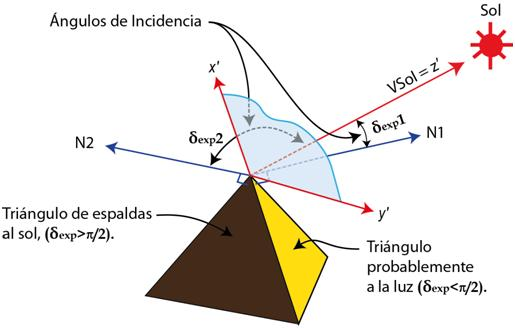 Sol
Ángulos de Incidencia
VSol = z'
x'
δexp1
δexp2
N1
N2
y'
Triángulo de espaldas
al sol, (δexp>π/2).
Triángulo
probablemente
a la luz (δexp<π/2).